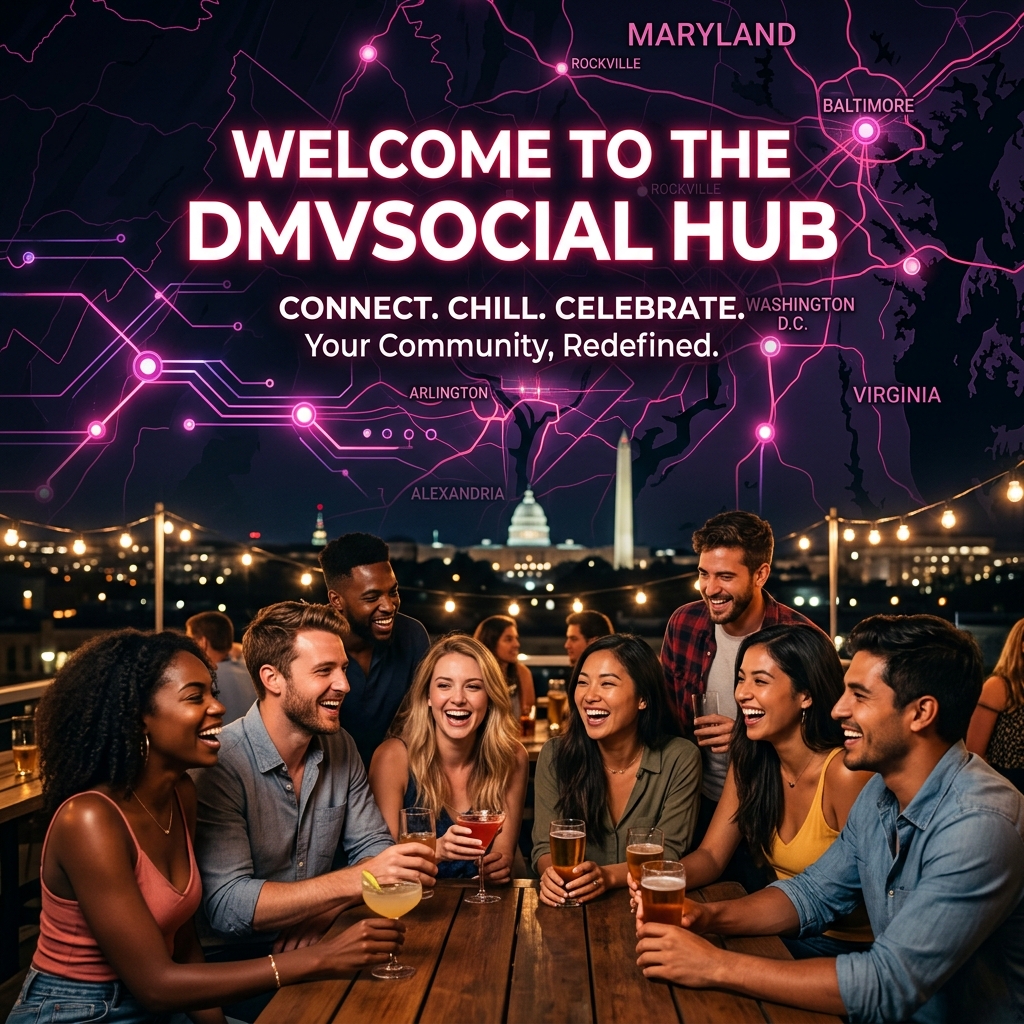 MARYLAND
ROCKVILLE
BALTIMORE
WELCOME TO THE
ROCKVILLE
DMVSOCIAL HUB
CONNECT. CHILL. CELEBRATE.
WASHINGTON
D.C.
Your Community, Redefined.
ARLINGTON
VIRGINIA
ALEXANDRIA